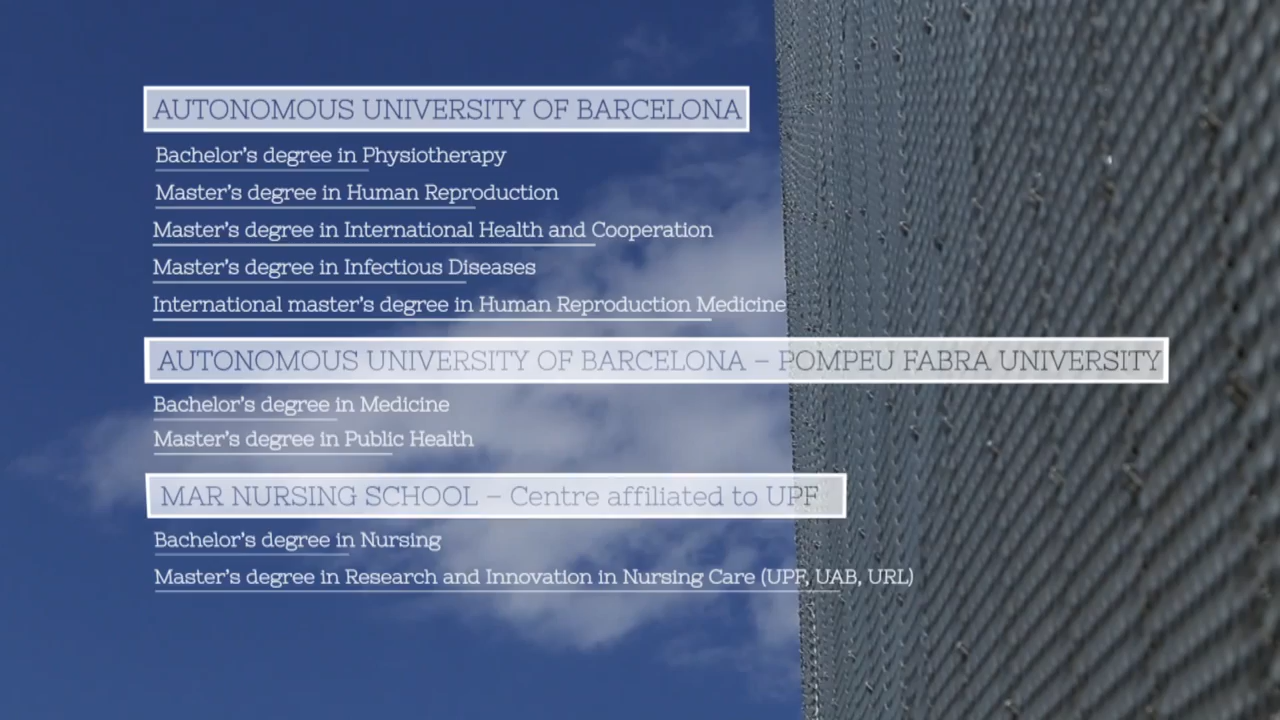 AUTONOMOUS UNIVERSITY OF BARCELONA
Bachelor's degree in Physiotherapy
Master's degree in Human Reproduction
Master's degree in International Health and Cooperation
Master's degree in Infectious Diseases
International master's degree in Human Reproduction Medicine
AUTONOMOUS UNIVERSITY OF BARCELONA – POMPEU FABRA UNIVERSITY
Bachelor's degree in Medicine
Master's degree in Public Health
MAR NURSING SCHOOL – Centre affiliated to UPF
Bachelor's degree in Nursing
Master's degree in Research and Innovation in Nursing Care (UPF, UAB, URL)